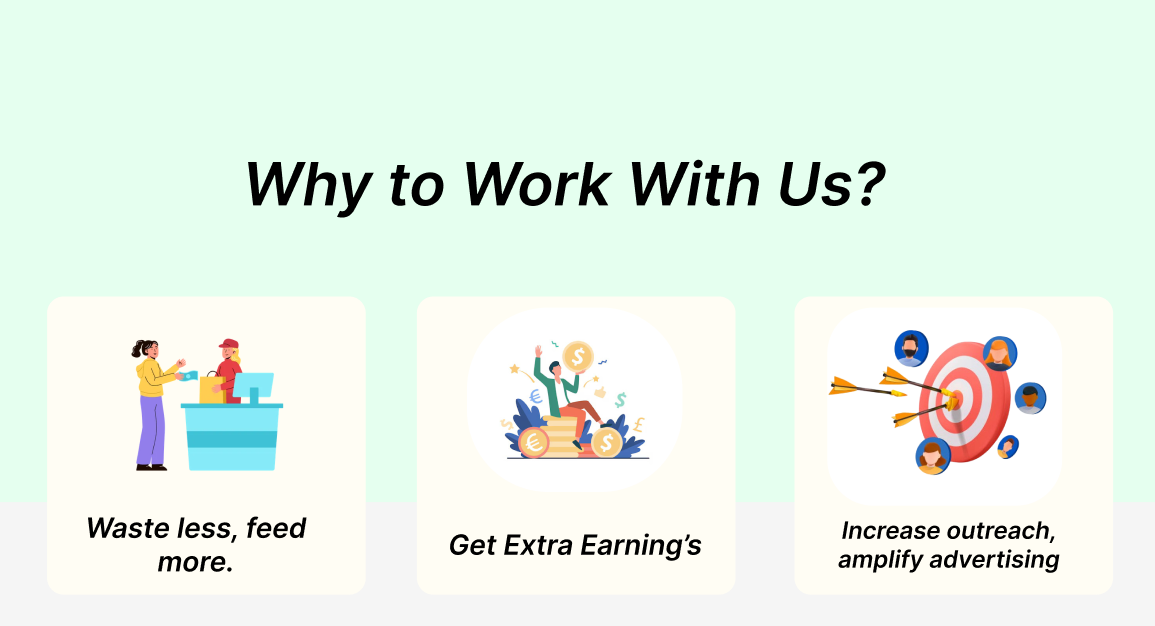 Why to Work With Us?
Waste less, feed
more.
Get Extra Earning’s
Increase outreach,
amplify advertising